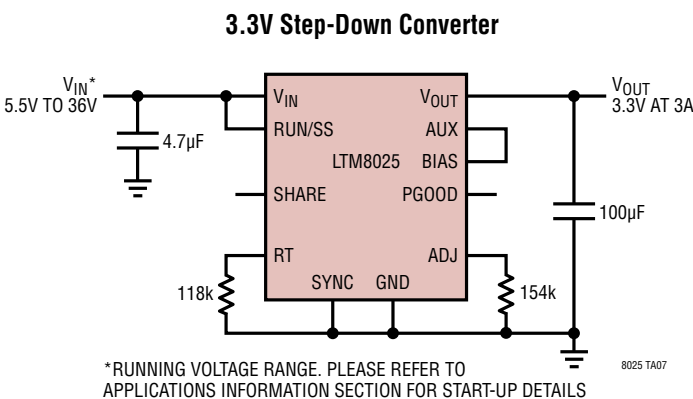 3.3V Step-Down Converter
VIN*
5.5V TO 36V
VIN
RUN/SS
SHARE
RT
SYNC
GND
LTM8025
VOUT
AUX
BIAS
PGOOD
ADJ
VOUT
3.3V AT 3A
4.7µF
100µF
118k
154k
8025 TA07
*RUNNING VOLTAGE RANGE. PLEASE REFER TO
APPLICATIONS INFORMATION SECTION FOR START-UP DETAILS